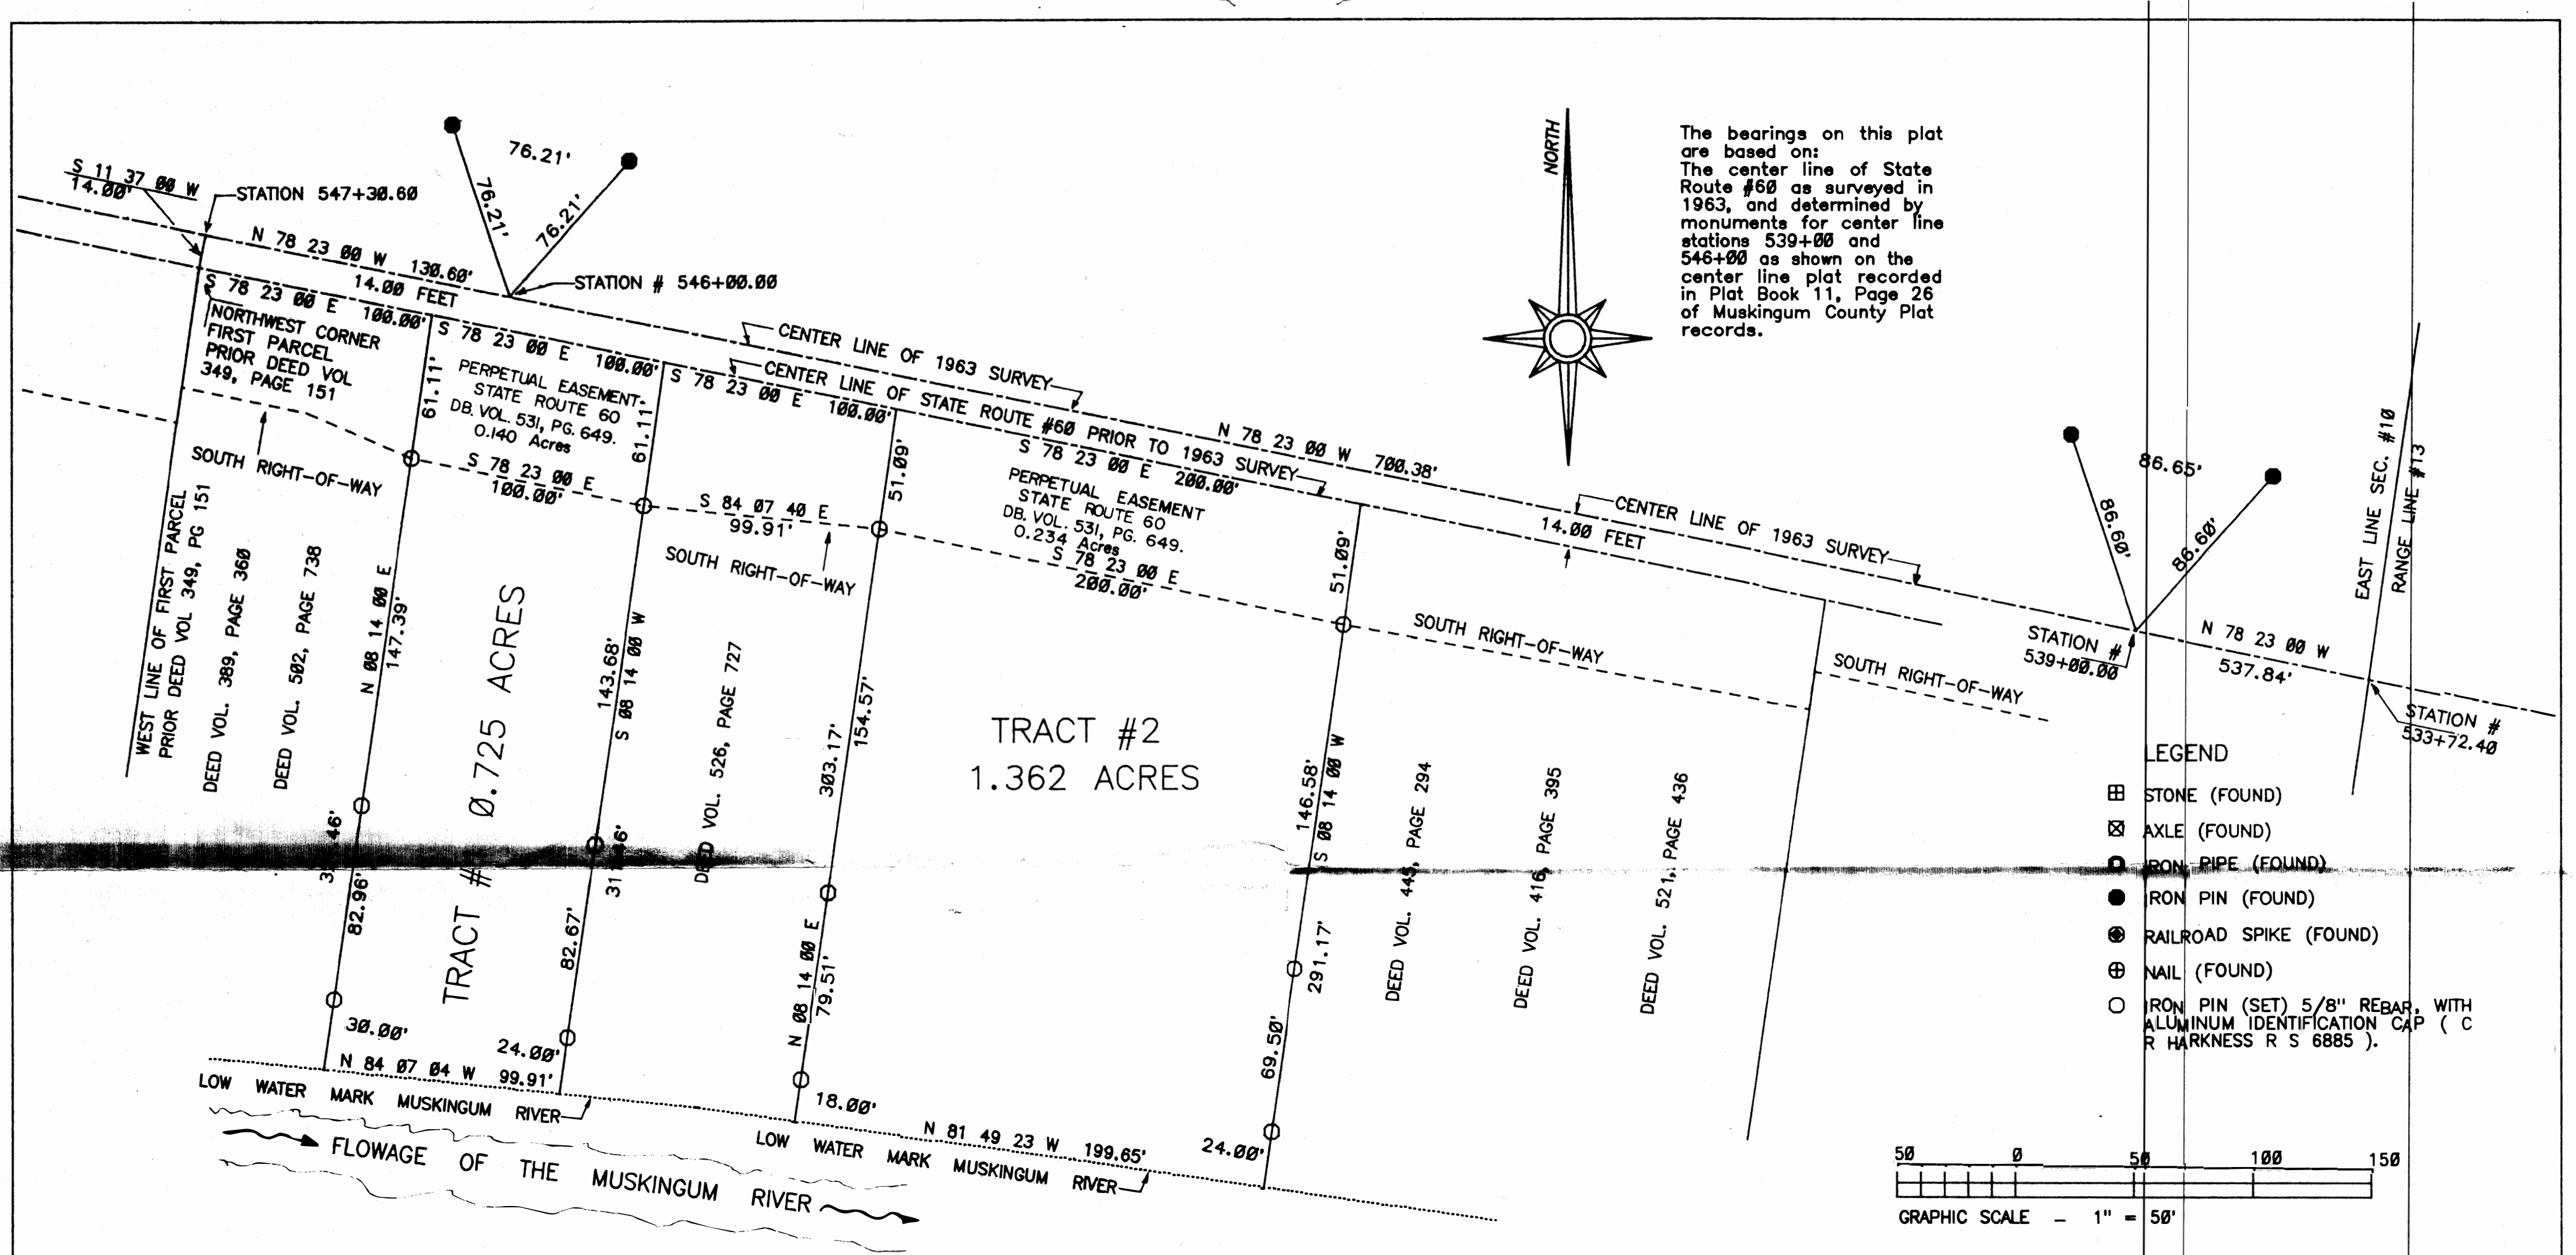 S 11 37 00 W
14.00'
STATION 547+30.60
N 78 23 00 W 130.60'
14.00 FEET
76.21'
76.21'
76.21'
STATION # 546+00.00
S 78 23 00 E 100.00'
NORTHWEST CORNER
FIRST PARCEL
PRIOR DEED VOL
349, PAGE 151
SOUTH RIGHT-OF-WAY
WEST LINE OF FIRST PARCEL
PRIOR DEED VOL 349, PG 151
DEED VOL. 389, PAGE 360
DEED VOL. 502, PAGE 738
S 78 23 00 E 100.00'
61.11'
PERPETUAL EASEMENT
STATE ROUTE 60
DB. VOL. 531, PG. 649.
0.140 Acres
61.11'
S 78 23 00 E
100.00'
N 08 14 00 E
147.39'
82.96'
TRACT #
0.725 ACRES
143.68'
S 08 14 00 W
82.67'
30.00'
24.00'
N 84 07 04 W 99.91'
LOW WATER MARK MUSKINGUM RIVER
FLOWAGE OF THE MUSKINGUM RIVER
S 78 23 00 E 100.00'
CENTER LINE OF 1963 SURVEY
CENTER LINE OF STATE ROUTE #60 PRIOR TO 1963 SURVEY
51.09'
S 84 07 40 E
99.91'
SOUTH RIGHT-OF-WAY
DEED VOL. 526, PAGE 727
303.17'
154.57'
N 08 14 00 E
79.51'
18.00'
S 78 23 00 E 200.00'
PERPETUAL EASEMENT
STATE ROUTE 60
DB. VOL. 531, PG. 649.
0.234 Acres
S 78 23 00 E
200.00'
TRACT #2
1.362 ACRES
51.09'
146.58'
S 08 14 00 W
291.17'
69.50'
24.00'
N 81 49 23 W 199.65'
LOW WATER MARK MUSKINGUM RIVER
N 78 23 00 W 700.38'
CENTER LINE OF 1963 SURVEY
14.00 FEET
SOUTH RIGHT-OF-WAY
SOUTH RIGHT-OF-WAY
DEED VOL. 445, PAGE 294
DEED VOL. 416, PAGE 395
DEED VOL. 521, PAGE 436
NORTH
The bearings on this plat
are based on:
The center line of State
Route #60 as surveyed in
1963, and determined by
monuments for center line
stations 539+00 and
546+00 as shown on the
center line plat recorded
in Plat Book 11, Page 26
of Muskingum County Plat
records.
86.65'
86.60'
86.60'
STATION #
539+00.00
EAST LINE SEC. #10
RANGE LINE #13
N 78 23 00 W
537.84'
STATION #
533+72.40
LEGEND
STONE (FOUND)
AXLE (FOUND)
IRON PIPE (FOUND)
IRON PIN (FOUND)
RAILROAD SPIKE (FOUND)
NAIL (FOUND)
IRON PIN (SET) 5/8" REBAR, WITH
ALUMINUM IDENTIFICATION CAP ( C
R HARKNESS R S 6885 ).
50 0 50 100 150
GRAPHIC SCALE - 1" = 50'